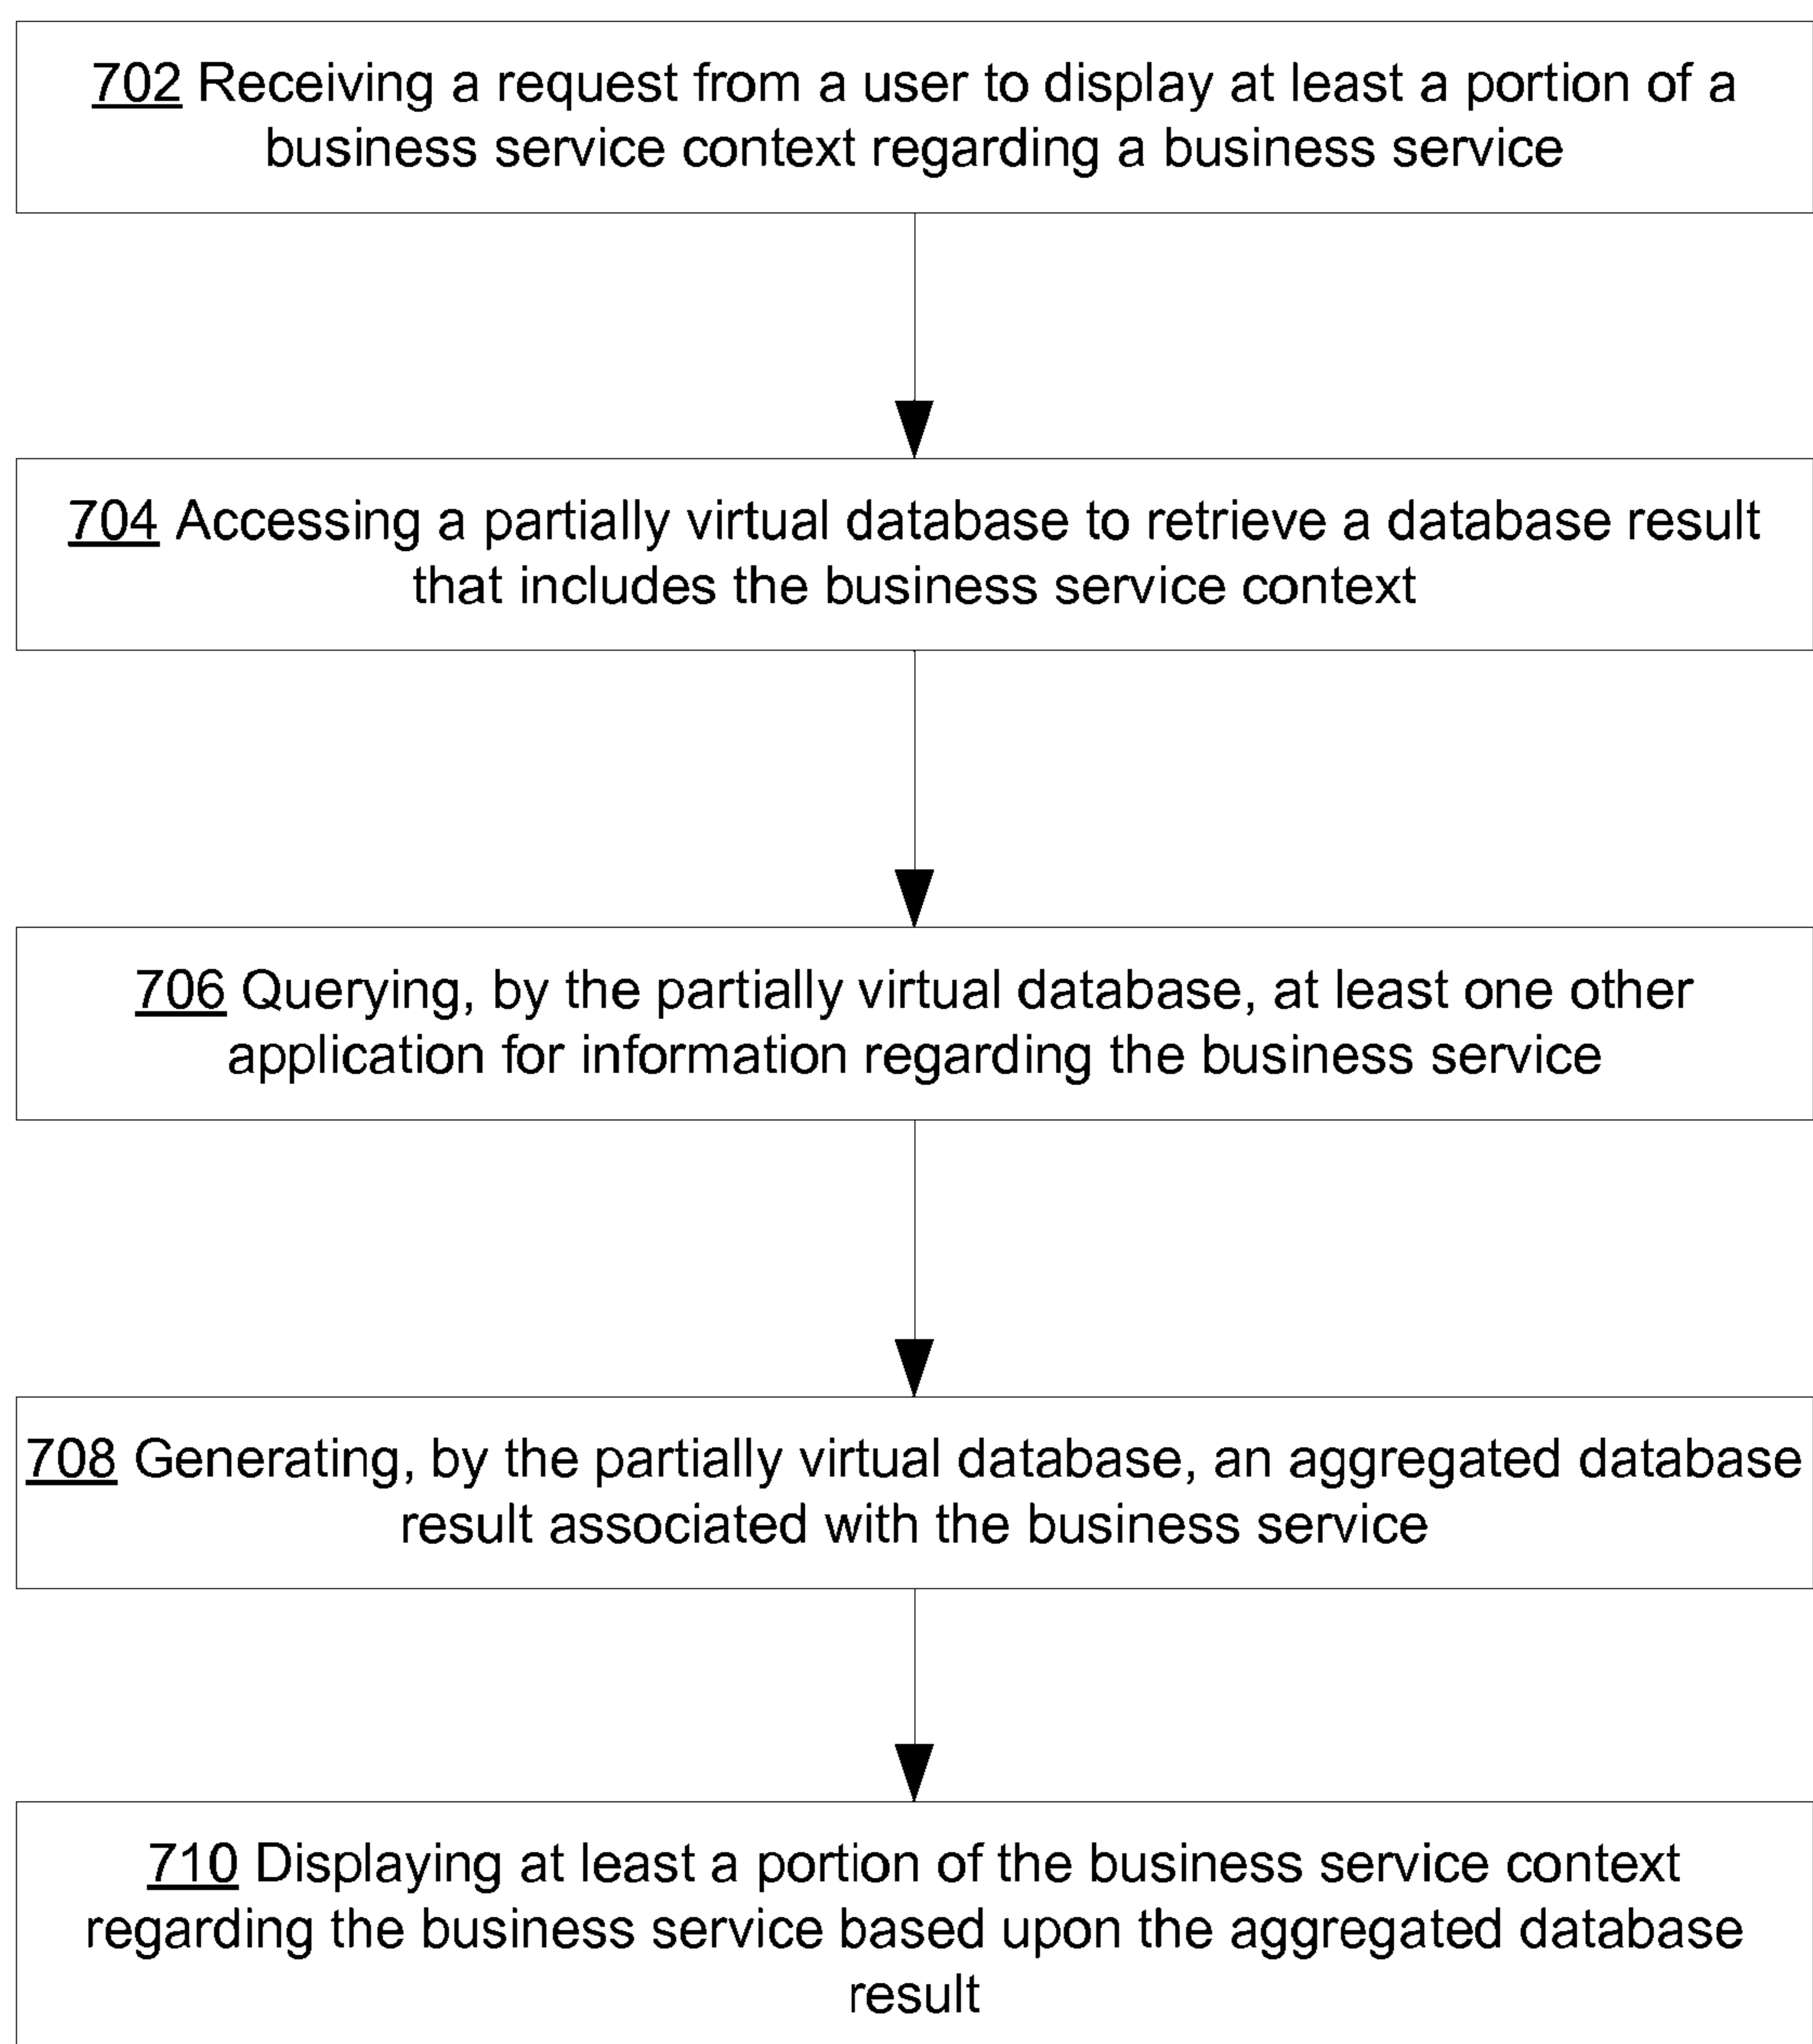 702 Receiving a request from a user to display at least a portion of a
business service context regarding a business service
704 Accessing a partially virtual database to retrieve a database result
that includes the business service context
706 Querying, by the partially virtual database, at least one other
application for information regarding the business service
708 Generating, by the partially virtual database, an aggregated database
result associated with the business service
710 Displaying at least a portion of the business service context
regarding the business service based upon the aggregated database
result